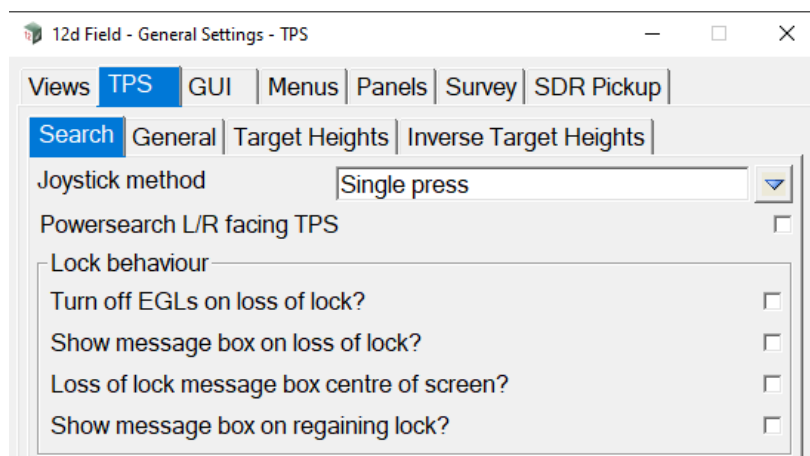 12d Field - General Settings - TPS
Views TPS GUI Menus Panels Survey SDR Pickup
Search General Target Heights Inverse Target Heights
Joystick method Single press
Powersearch L/R facing TPS
Lock behaviour
Turn off EGLs on loss of lock?
Show message box on loss of lock?
Loss of lock message box centre of screen?
Show message box on regaining lock?